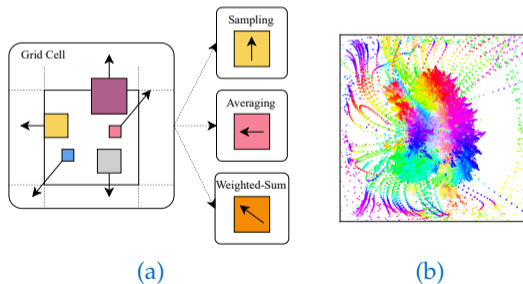 Grid Cell
Sampling
Averaging
Weighted-Sum
(a)
(b)